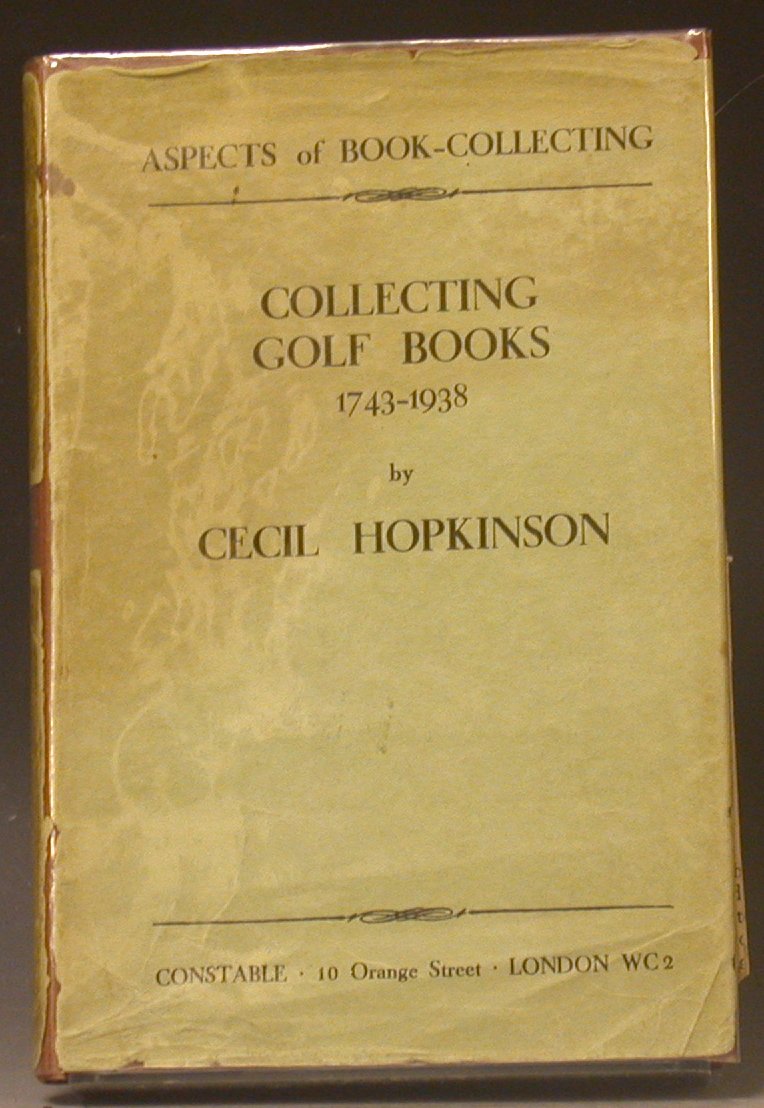 ASPECTS of BOOK-COLLECTING
COLLECTING
GOLF BOOKS
1743-1938
by
CECIL HOPKINSON
CONSTABLE · 10 Orange Street · LONDON WC2